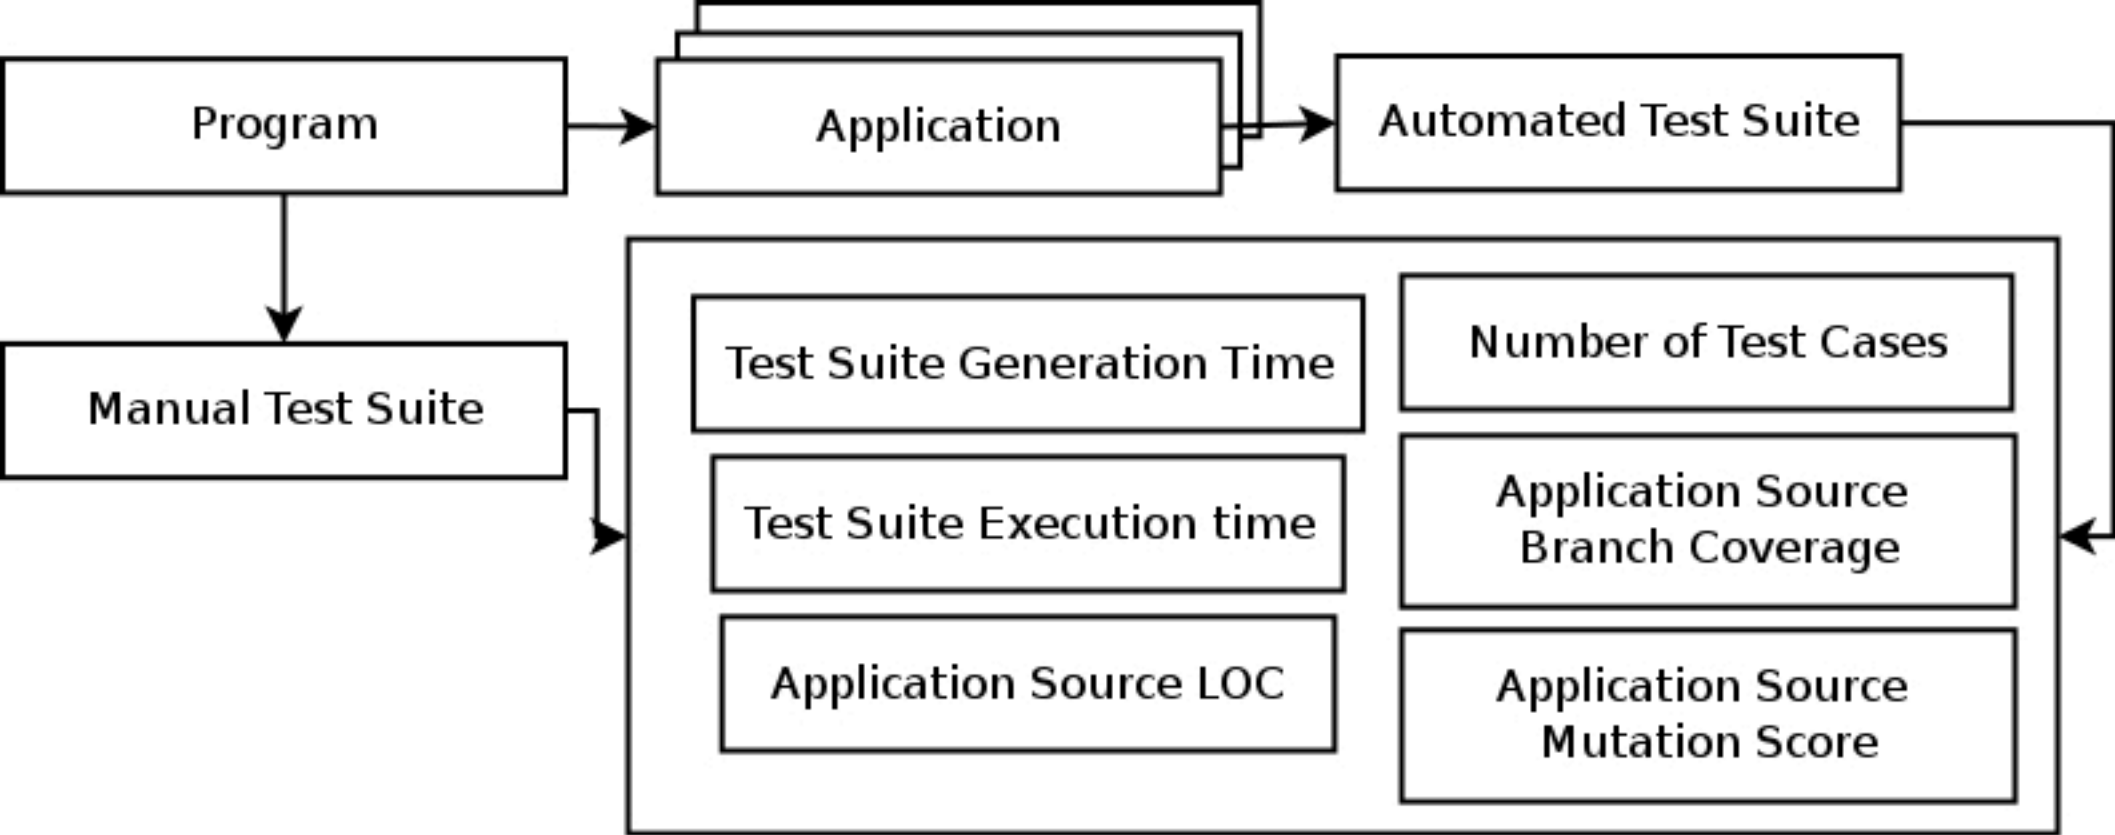 Program
Application
Automated Test Suite
Manual Test Suite
Test Suite Generation Time
Test Suite Execution time
Application Source LOC
Number of Test Cases
Application Source
Branch Coverage
Application Source
Mutation Score